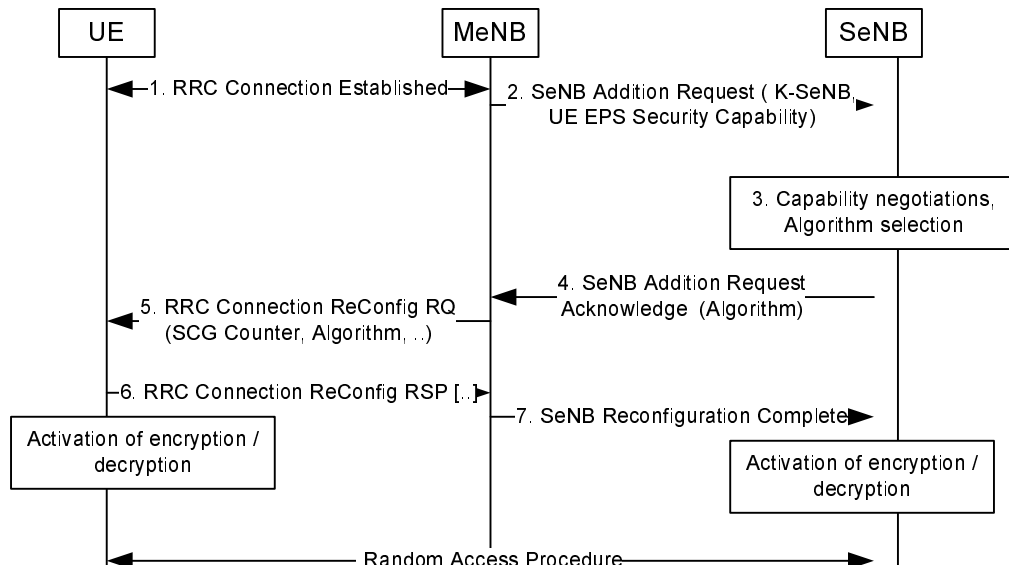 UE
MeNB
SeNB
1. RRC Connection Established
2. SeNB Addition Request ( K-SeNB,
UE EPS Security Capability)
3. Capability negotiations,
Algorithm selection
4. SeNB Addition Request
Acknowledge (Algorithm)
5. RRC Connection ReConfig RQ
(SCG Counter, Algorithm, ..)
6. RRC Connection ReConfig RSP [..]
7. SeNB Reconfiguration Complete
Activation of encryption /
decryption
Activation of encryption /
decryption
Random Access Procedure